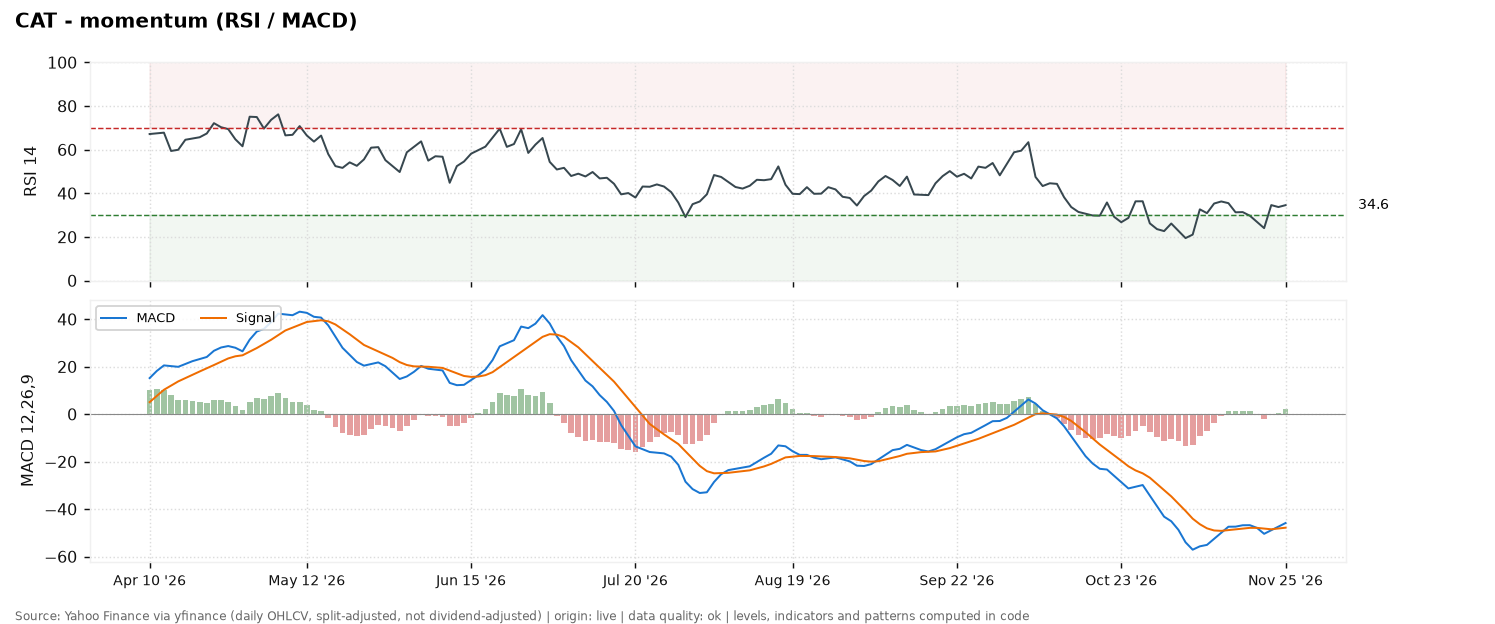 CAT - momentum (RSI / MACD)
100
80
60
40
20
0
RSI 14
34.6
MACD
Signal
40
20
0
−20
−40
−60
MACD 12,26,9
Apr 10 '26
May 12 '26
Jun 15 '26
Jul 20 '26
Aug 19 '26
Sep 22 '26
Oct 23 '26
Nov 25 '26
Source: Yahoo Finance via yfinance (daily OHLCV, split-adjusted, not dividend-adjusted) | origin: live | data quality: ok | levels, indicators and patterns computed in code